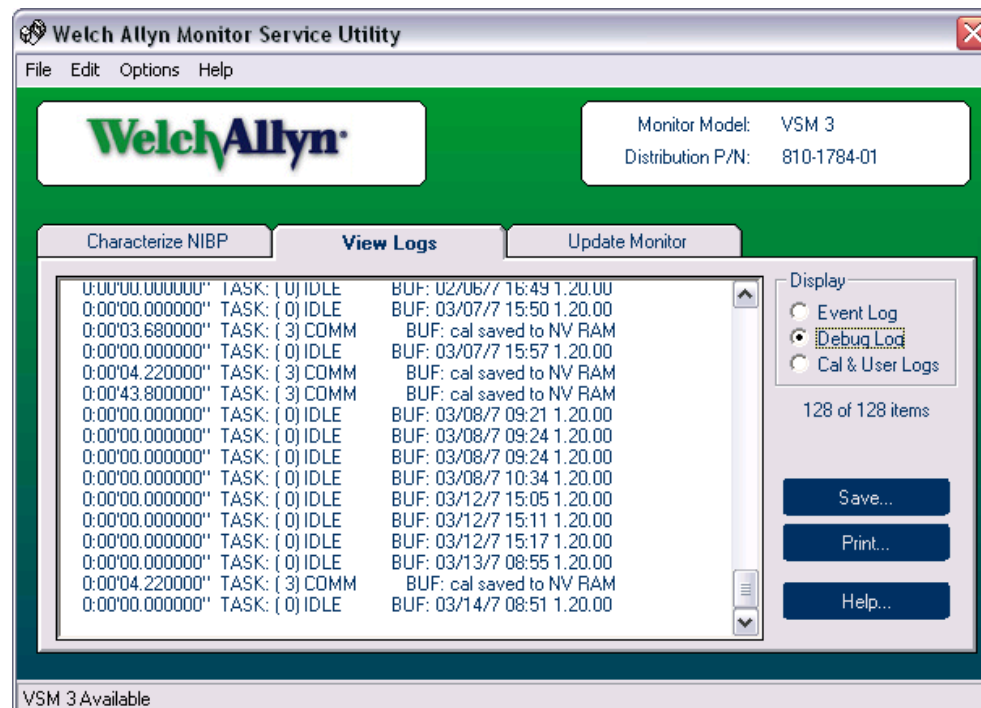 Welch Allyn Monitor Service Utility
File Edit Options Help
WelchAllyn
Monitor Model: VSM 3
Distribution P/N: 810-1784-01
Characterize NIBP View Logs Update Monitor
0:00'00.000000" TASK: ( 0) IDLE BUF: 02/06/7 16:49 1.20.00
0:00'00.000000" TASK: ( 0) IDLE BUF: 03/07/7 15:50 1.20.00
0:00'03.680000" TASK: ( 3) COMM BUF: cal saved to NV RAM
0:00'00.000000" TASK: ( 0) IDLE BUF: 03/07/7 15:57 1.20.00
0:00'04.220000" TASK: ( 3) COMM BUF: cal saved to NV RAM
0:00'43.800000" TASK: ( 3) COMM BUF: cal saved to NV RAM
0:00'00.000000" TASK: ( 0) IDLE BUF: 03/08/7 09:21 1.20.00
0:00'00.000000" TASK: ( 0) IDLE BUF: 03/08/7 09:24 1.20.00
0:00'00.000000" TASK: ( 0) IDLE BUF: 03/08/7 09:24 1.20.00
0:00'00.000000" TASK: ( 0) IDLE BUF: 03/08/7 10:34 1.20.00
0:00'00.000000" TASK: ( 0) IDLE BUF: 03/12/7 15:05 1.20.00
0:00'00.000000" TASK: ( 0) IDLE BUF: 03/12/7 15:11 1.20.00
0:00'00.000000" TASK: ( 0) IDLE BUF: 03/12/7 15:17 1.20.00
0:00'00.000000" TASK: ( 0) IDLE BUF: 03/13/7 08:55 1.20.00
0:00'04.220000" TASK: ( 3) COMM BUF: cal saved to NV RAM
0:00'00.000000" TASK: ( 0) IDLE BUF: 03/14/7 08:51 1.20.00
Display
Event Log
Debug Log
Cal & User Logs
128 of 128 items
Save...
Print...
Help...
VSM 3 Available